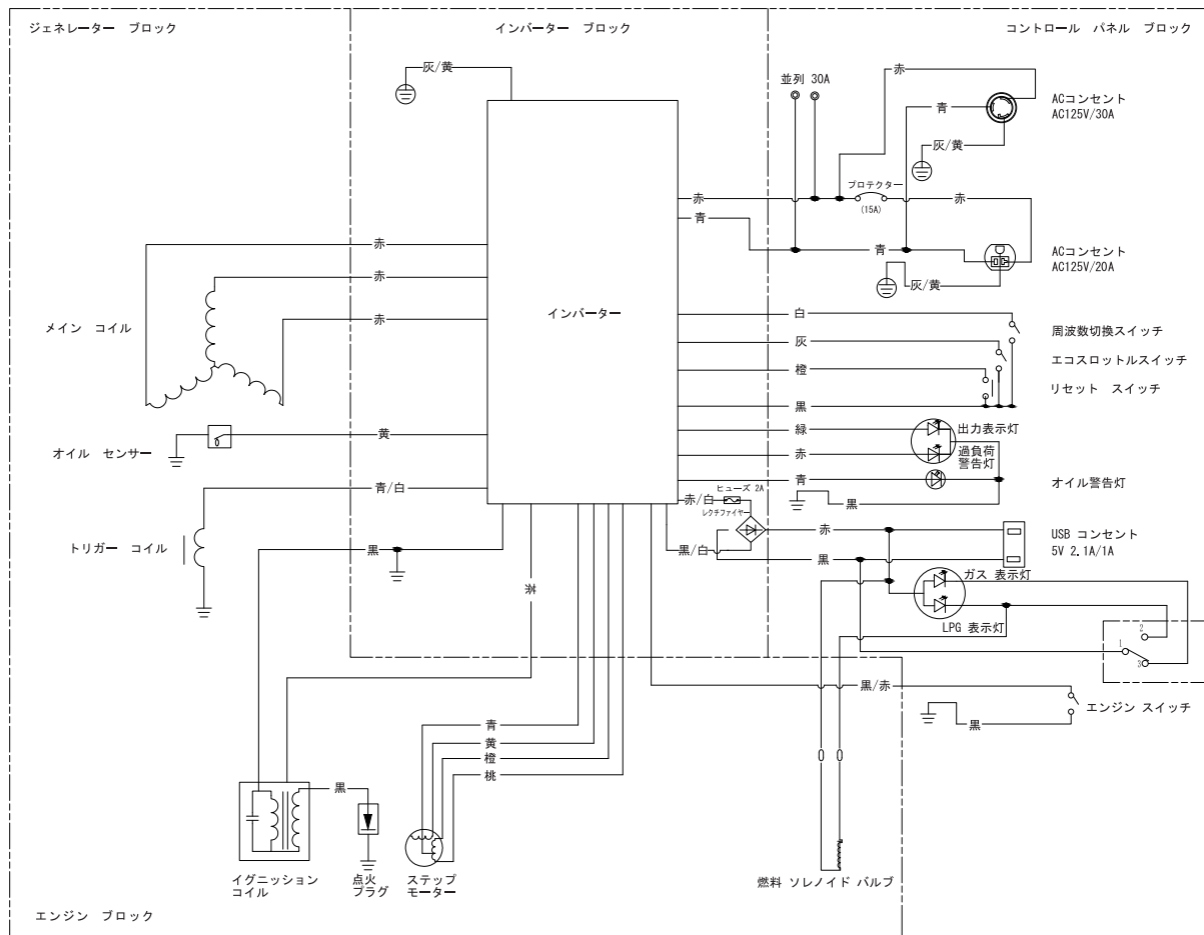 ジェネレーター ブロック
インバーター ブロック
コントロール パネル ブロック
灰/黄
並列 30A
赤
ACコンセント
AC125V/30A
青
灰/黄
プロテクター
(15A)
赤
赤
青
青
ACコンセント
AC125V/20A
灰/黄
赤
赤
赤
メイン コイル
インバーター
白
周波数切換スイッチ
灰
エコスロットルスイッチ
橙
リセット スイッチ
黒
緑
出力表示灯
赤
過負荷
警告灯
青
オイル警告灯
黒
オイル センサー
黄
青/白
トリガー コイル
黒
赤/白
ヒューズ 2A
レクチファイヤー
黒/白
赤
黒
USB コンセント
5V 2.1A/1A
ガス 表示灯
LPG 表示灯
1
2
3
黒/赤
エンジン スイッチ
黒
青
黄
橙
桃
黒
イグニッション
コイル
点火
プラグ
ステップ
モーター
燃料 ソレノイド バルブ
エンジン ブロック